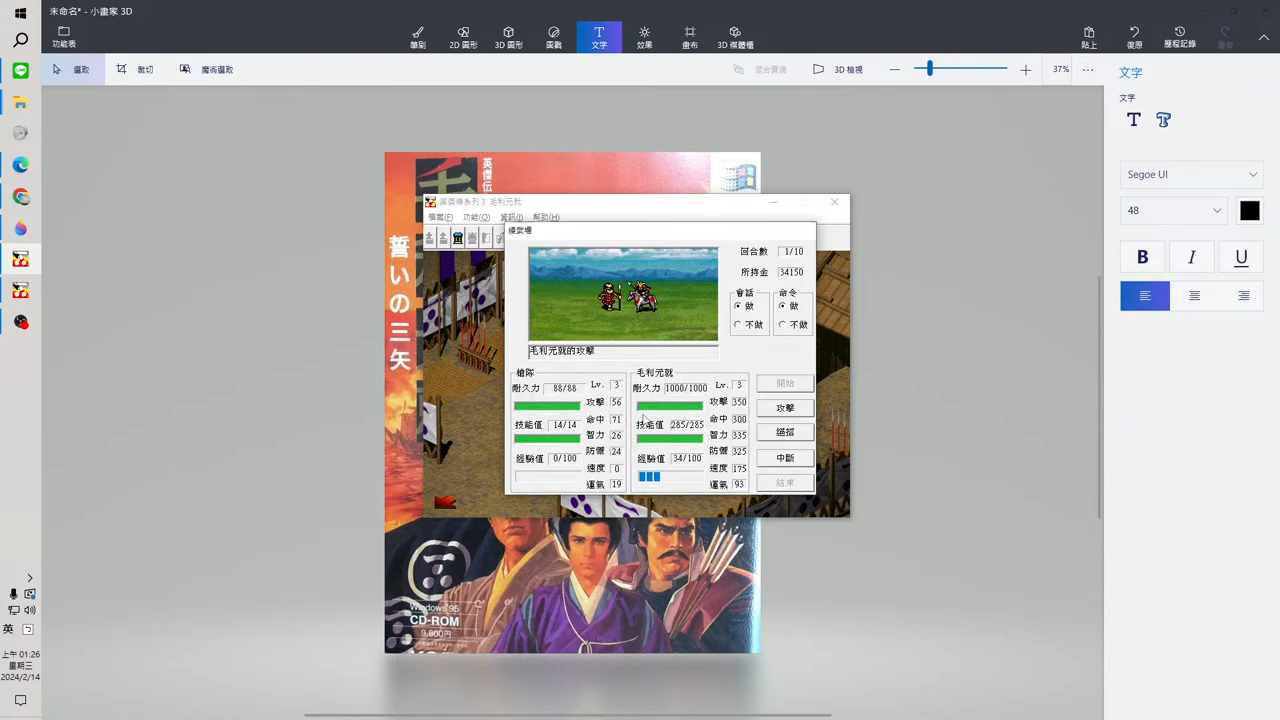 未命名* - 小畫家 3D
功能表
筆刷
2D 圖形
3D 圖形
圖戳
文字
效果
畫布
3D 媒體櫃
貼上
復原
歷程記錄
選取
裁切
魔術選取
3D 檢視
37%
文字
文字
Segoe UI
48
B I U
英傑伝
毛
誓いの三矢
英傑傳系列 3 毛利元就
檔案(F) 功能(O) 資訊(I) 幫助(H)
練武場
回合數 1/10
所持金 34150
會話
做
不做
命令
做
不做
毛利元就的攻擊
槍隊
耐久力 88/88
技能值 14/14
經驗值 0/100
Lv. 3
攻擊 56
命中 71
智力 26
防禦 24
速度 0
運氣 19
毛利元就
耐久力 1000/1000
技能值 285/285
經驗值 34/100
Lv. 3
攻擊 350
命中 300
智力 335
防禦 325
速度 175
運氣 93
開始
攻擊
絕招
中斷
結束
Windows 95
CD-ROM
9,800円
英
上午 01:26
星期三
2024/2/14